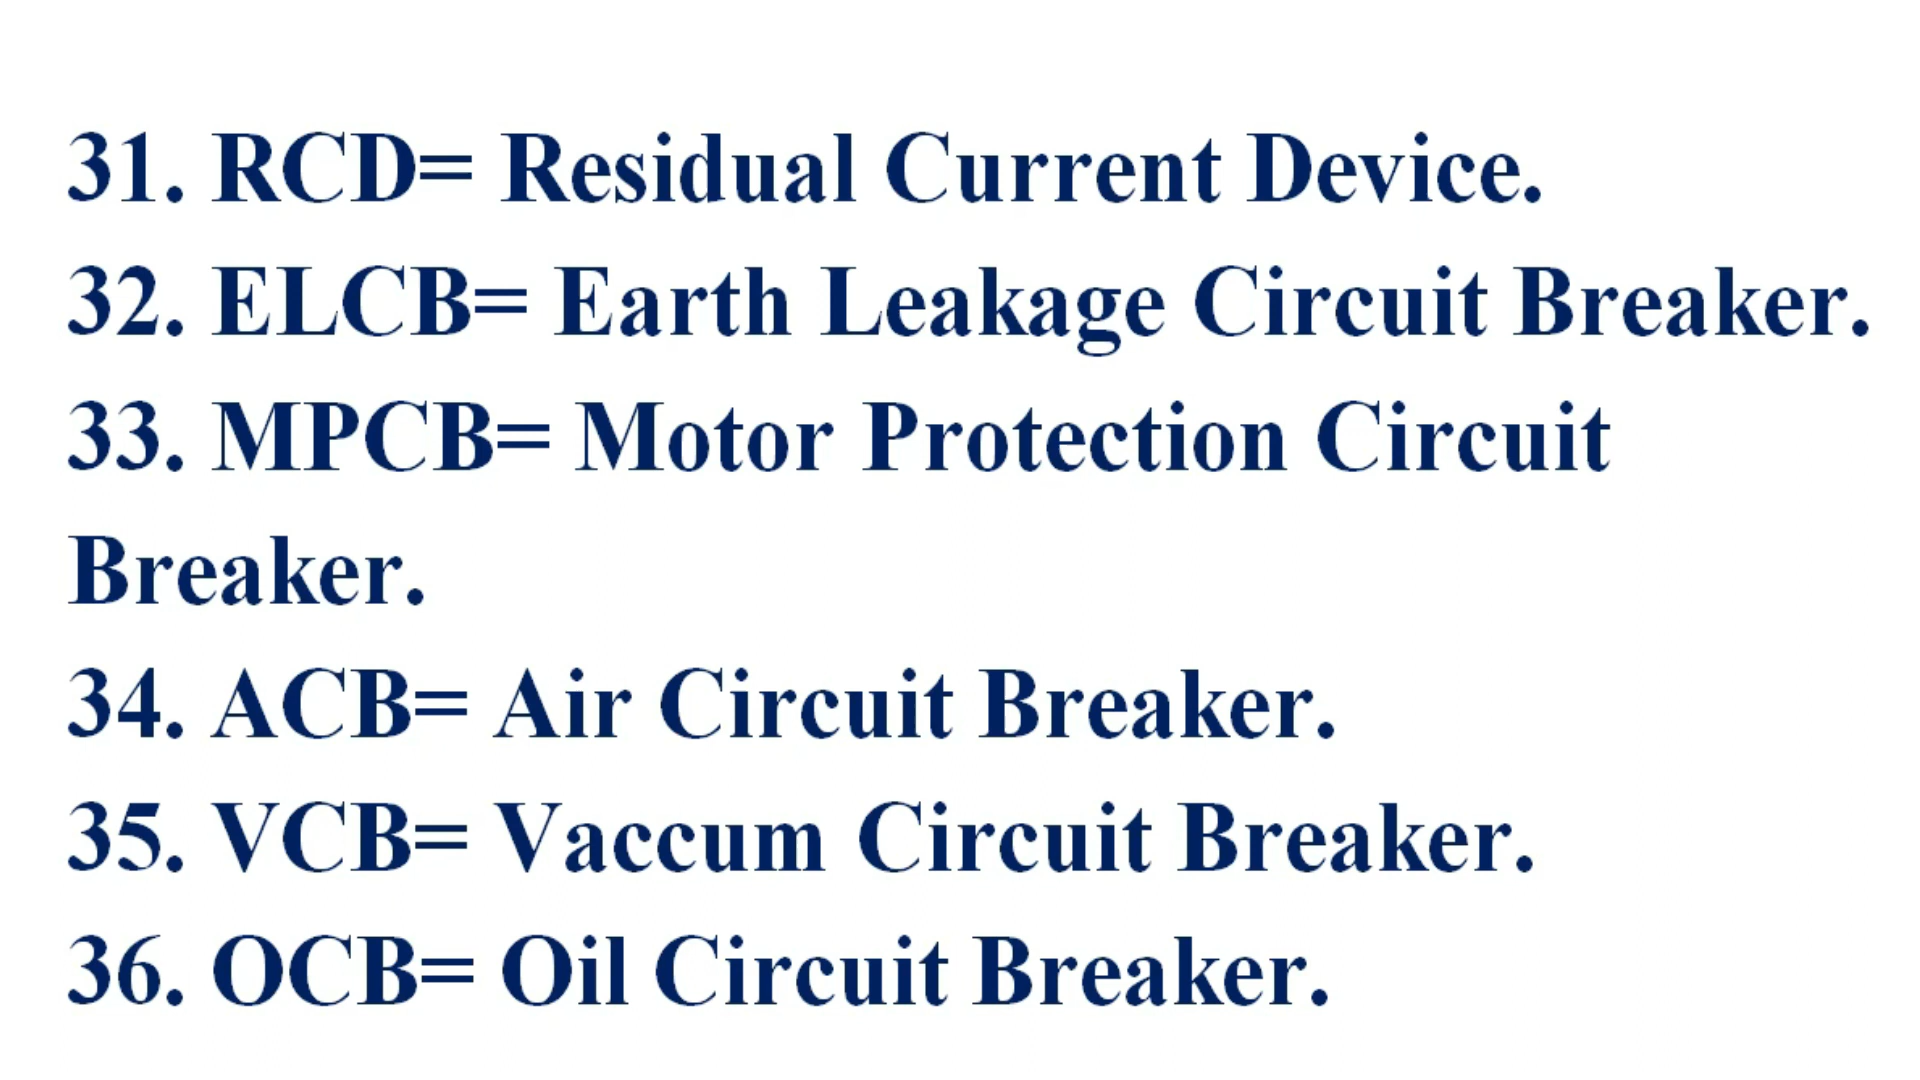 31. RCD= Residual Current Device.
32. ELCB= Earth Leakage Circuit Breaker.
33. MPCB= Motor Protection Circuit
Breaker.
34. ACB= Air Circuit Breaker.
35. VCB= Vaccum Circuit Breaker.
36. OCB= Oil Circuit Breaker.